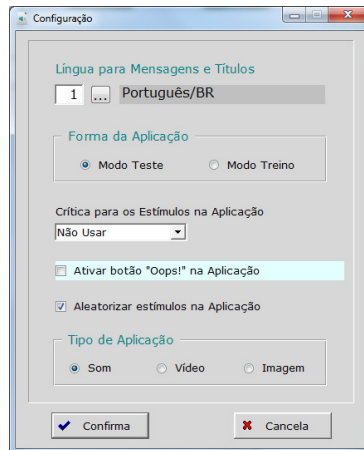 Configuração
Língua para Mensagens e Títulos
1 ... Português/BR
Forma da Aplicação
Modo Teste Modo Treino
Crítica para os Estímulos na Aplicação
Não Usar
Ativar botão "Oops!" na Aplicação
Aleatorizar estímulos na Aplicação
Tipo de Aplicação
Som Vídeo Imagem
Confirma Cancela